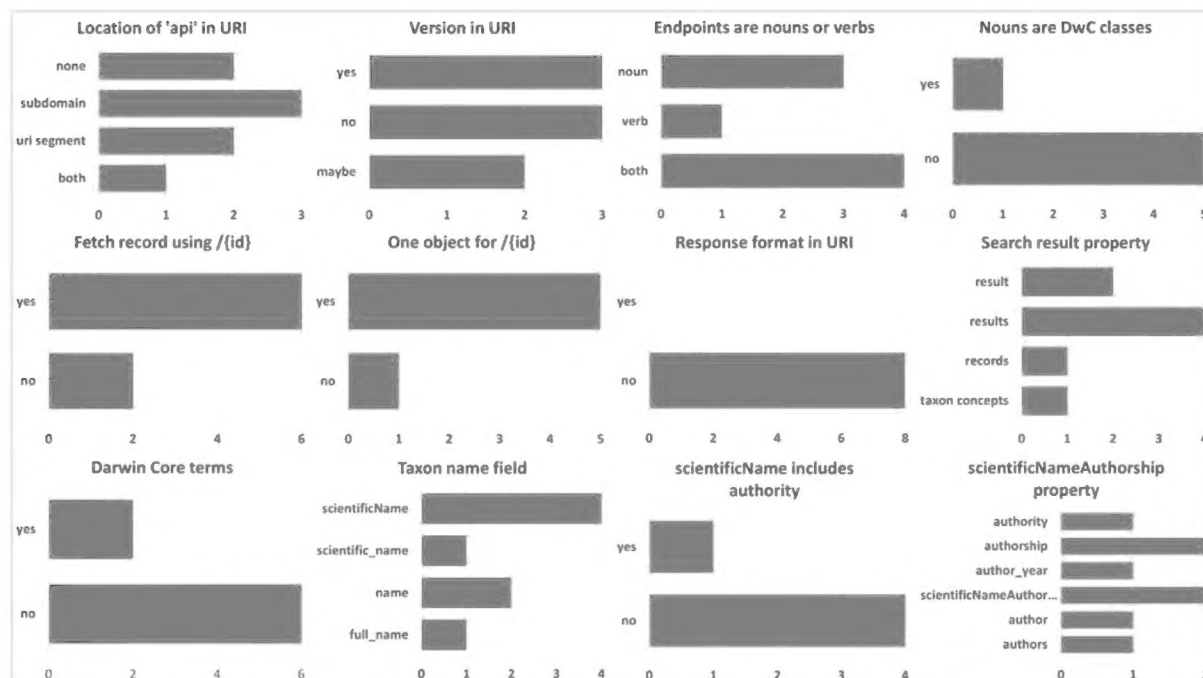 Location of 'api' in URI
none
subdomain
uri segment
both
0 1 2 3
Version in URI
yes
no
maybe
0 1 2 3
Endpoints are nouns or verbs
noun
verb
both
0 1 2 3 4
Nouns are DwC classes
yes
no
0 1 2 3 4 5
Fetch record using /{id}
yes
no
0 2 4 6
One object for /{id}
yes
no
0 1 2 3 4 5
Response format in URI
yes
no
0 2 4 6 8
Search result property
result
results
records
taxon concepts
0 1 2 3 4
Darwin Core terms
yes
no
0 2 4 6
Taxon name field
scientificName
scientific_name
name
full_name
0 1 2 3 4
scientificName includes
authority
yes
no
0 1 2 3 4
scientificNameAuthorship
property
authority
authorship
author_year
scientificNameAuthor...
author
authors
0 1